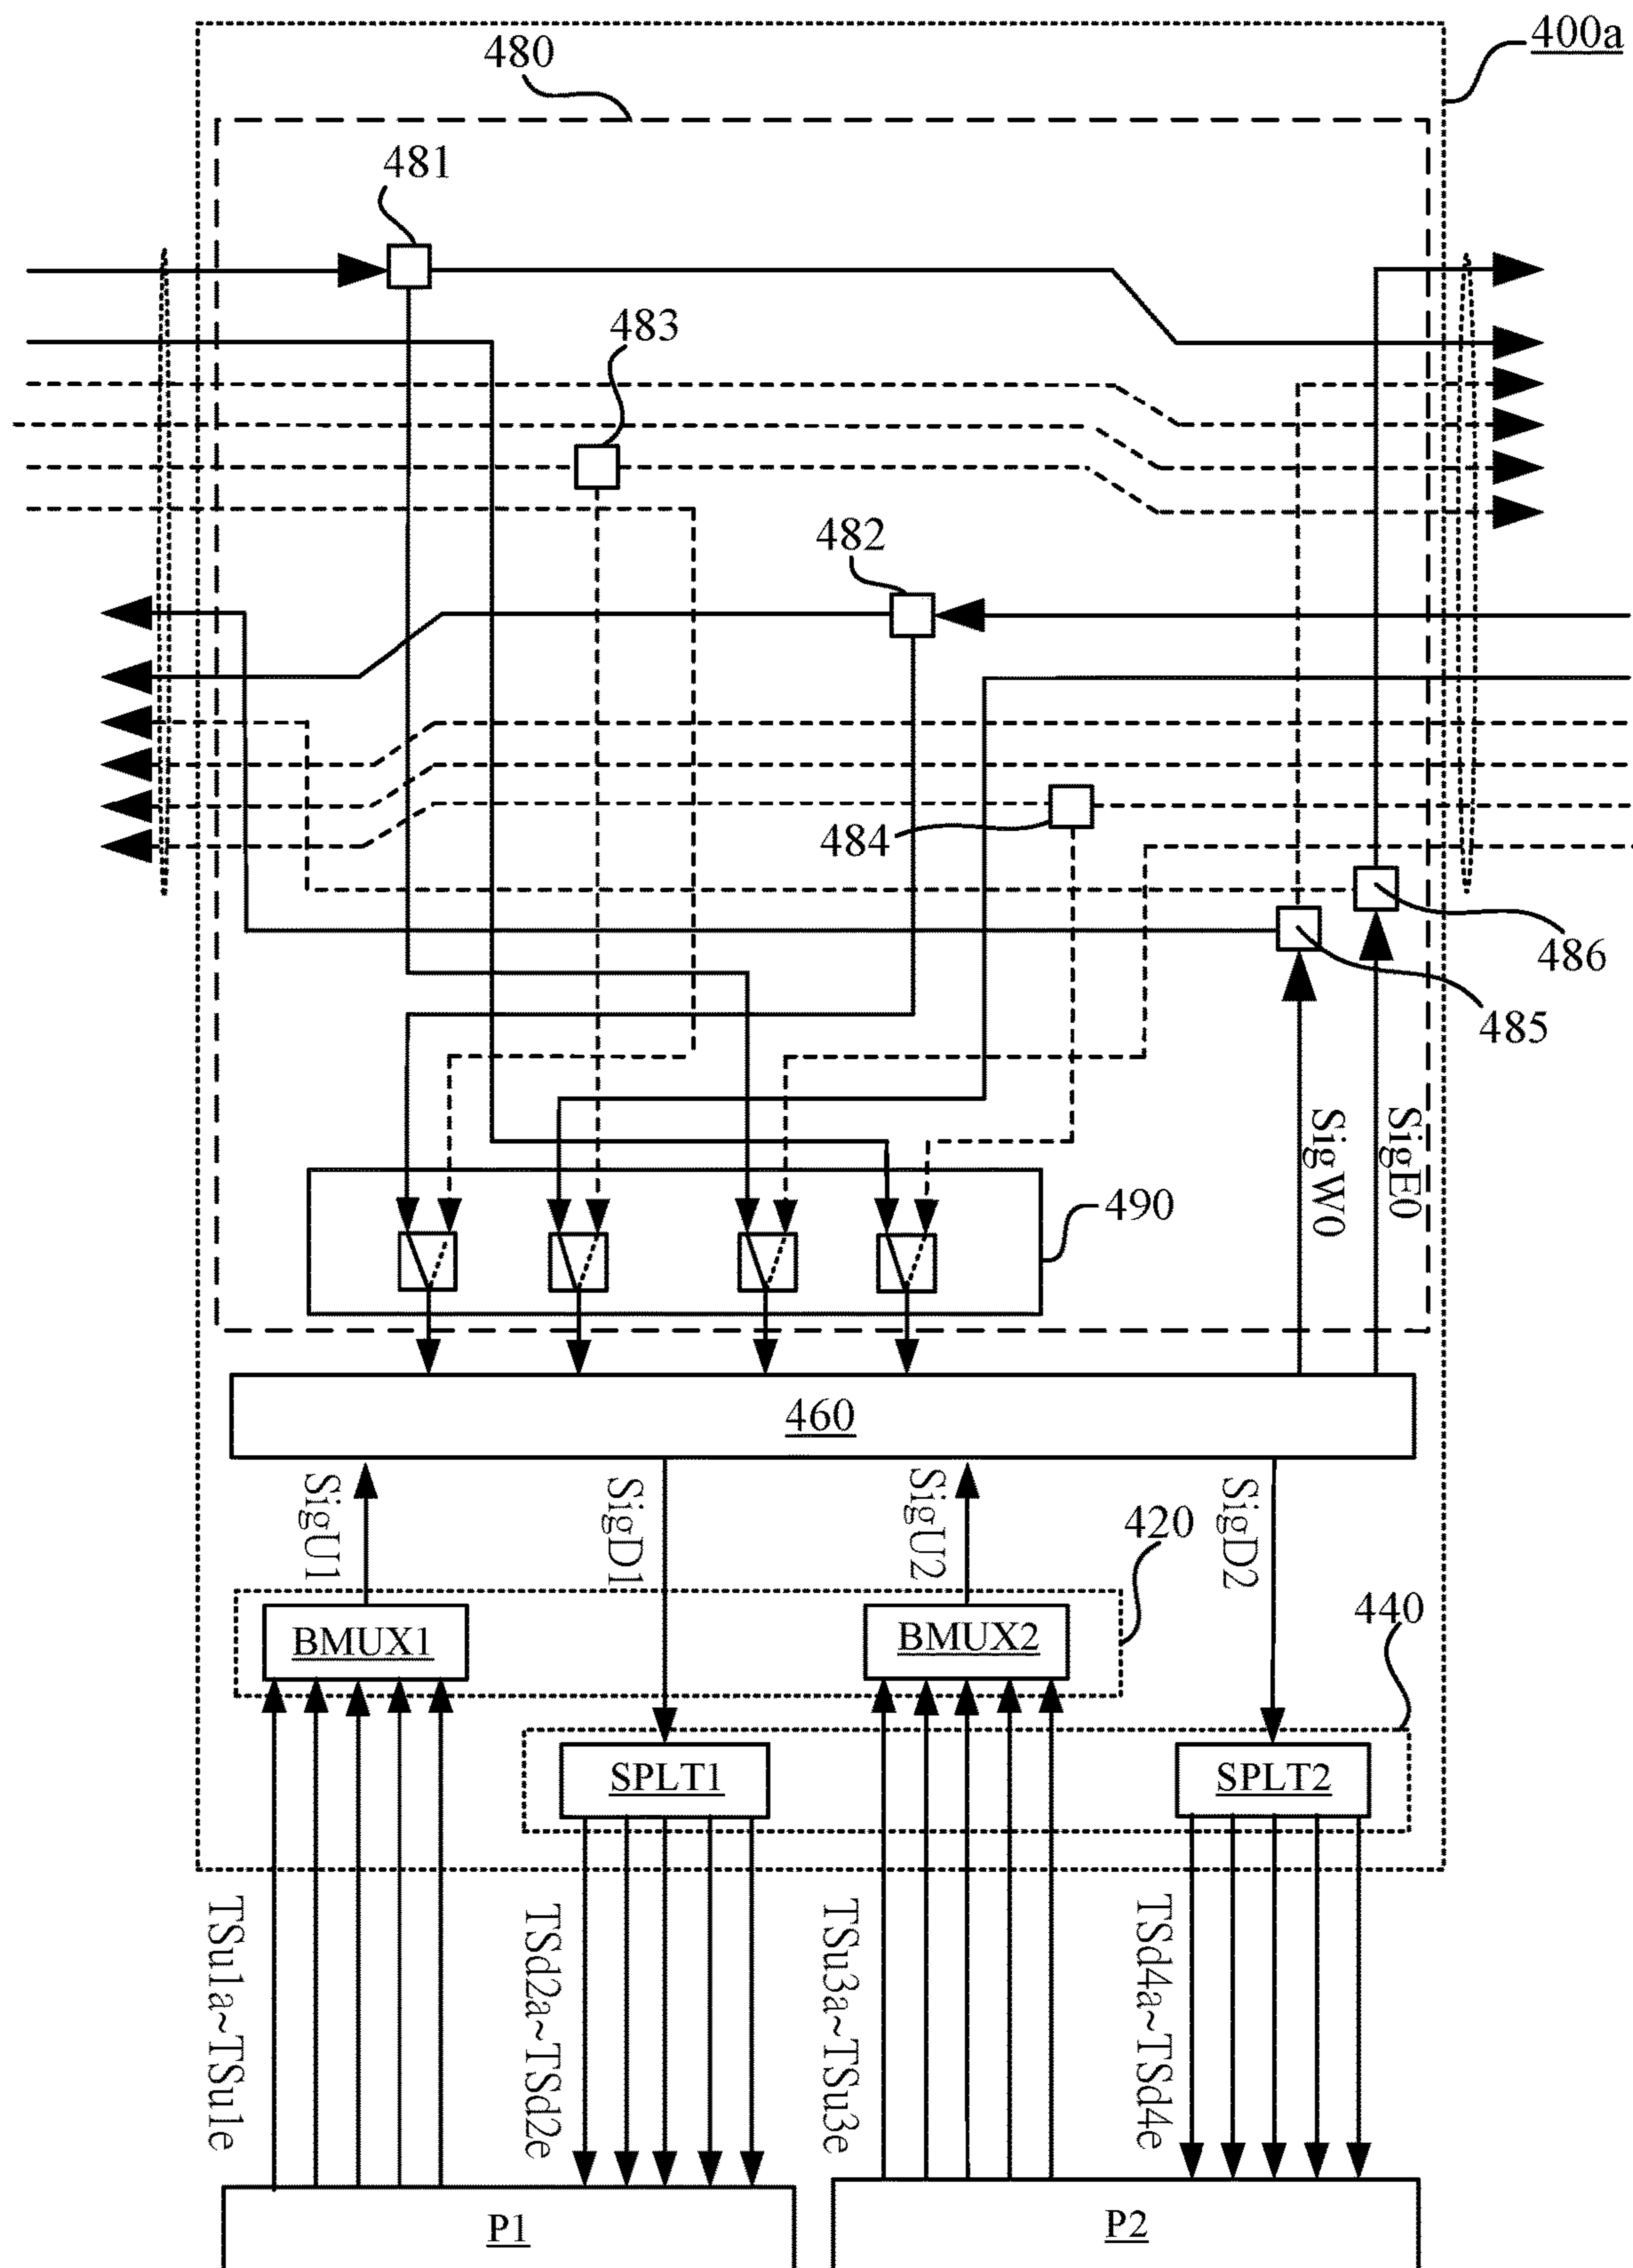 400a
480
481
483
482
484
486
485
SigW0
SigE0
490
460
SigU1
SigD1
SigU2
SigD2
420
440
BMUX1
BMUX2
SPLT1
SPLT2
TSu1a~TSu1e
TSd2a~TSd2e
TSu3a~TSu3e
TSd4a~TSd4e
P1
P2